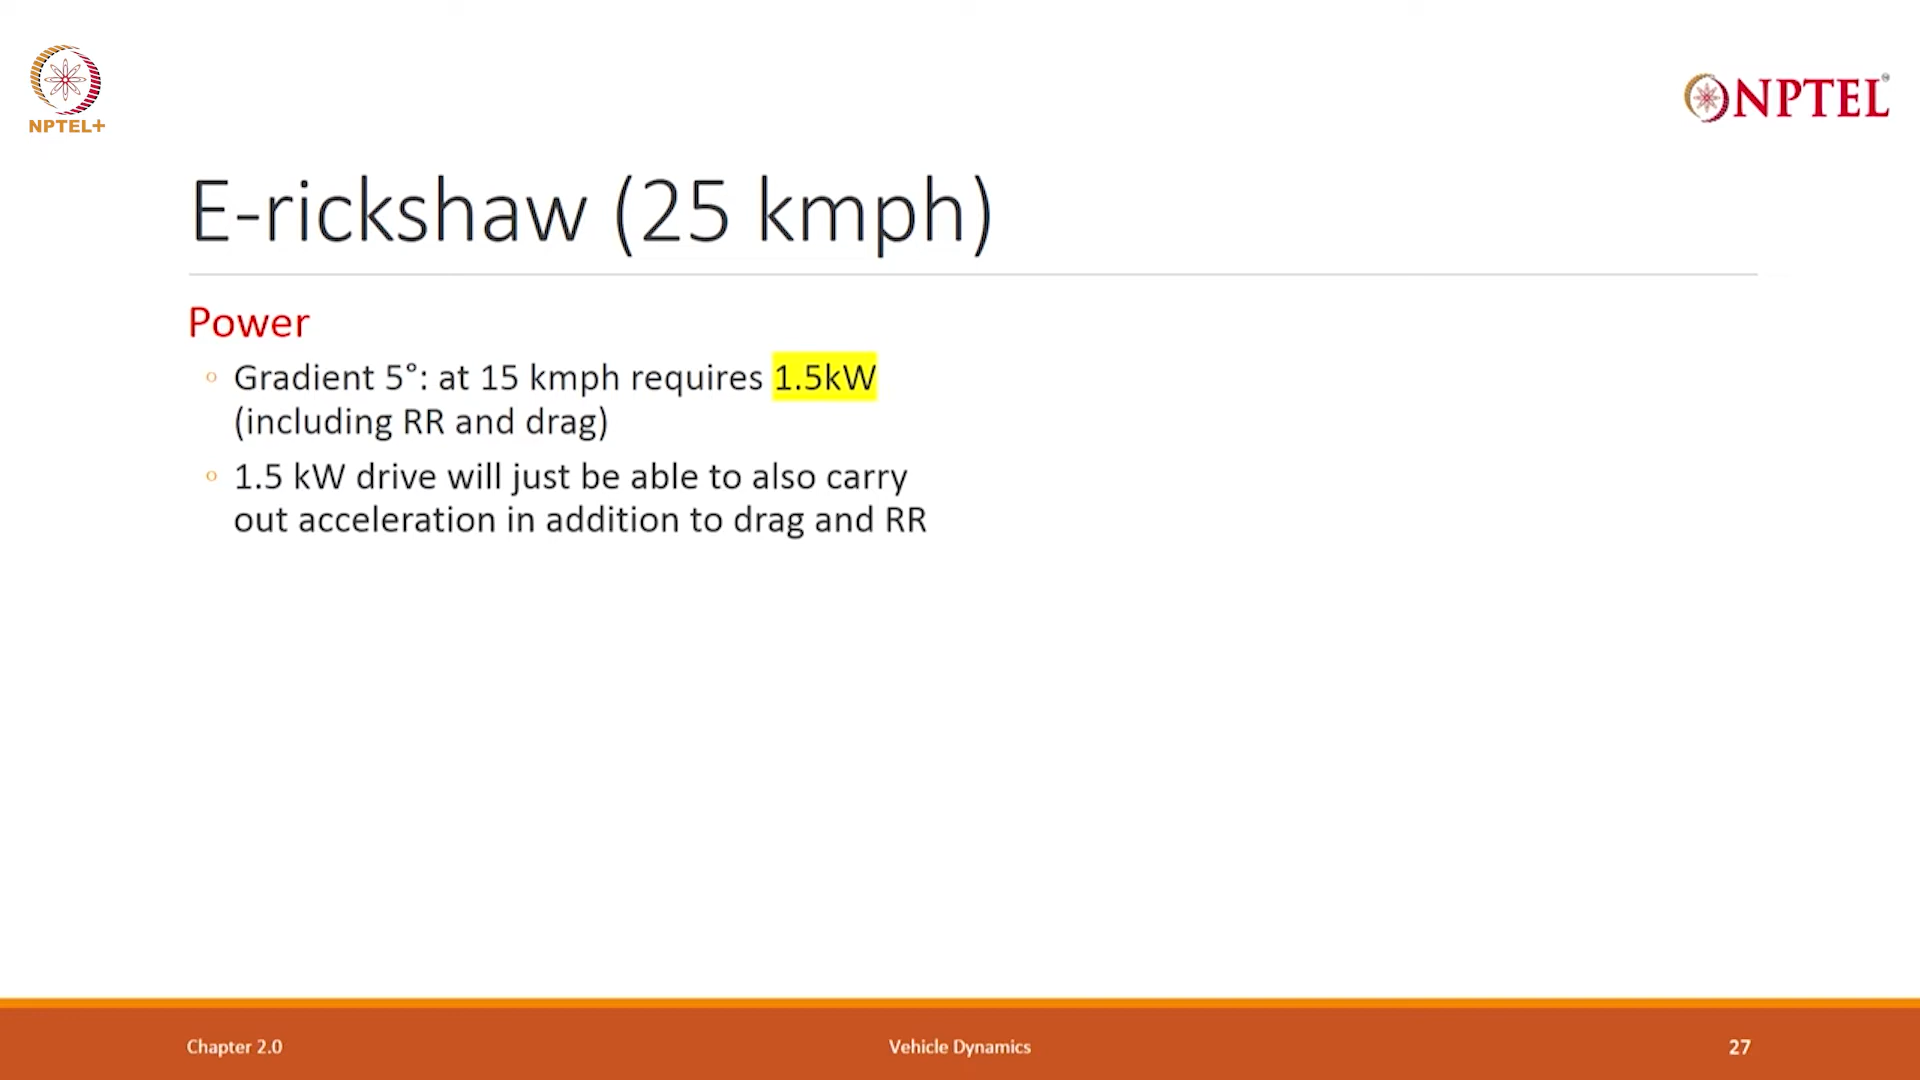 NPTEL+
NPTEL
E-rickshaw (25 kmph)
Power
◦ Gradient 5°: at 15 kmph requires 1.5kW
(including RR and drag)
◦ 1.5 kW drive will just be able to also carry
out acceleration in addition to drag and RR
Chapter 2.0
Vehicle Dynamics
27